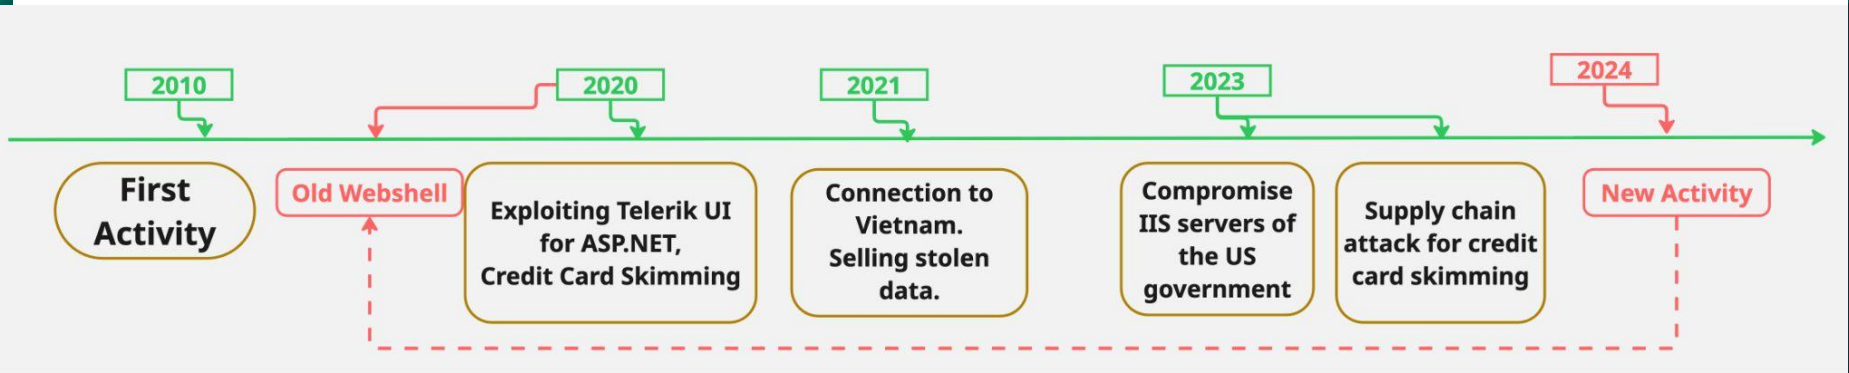 2010
2020
2021
2023
2024
First
Activity
Old Webshell
Exploiting Telerik UI
for ASP.NET,
Credit Card Skimming
Connection to
Vietnam.
Selling stolen
data.
Compromise
IIS servers of
the US
government
Supply chain
attack for credit
card skimming
New Activity